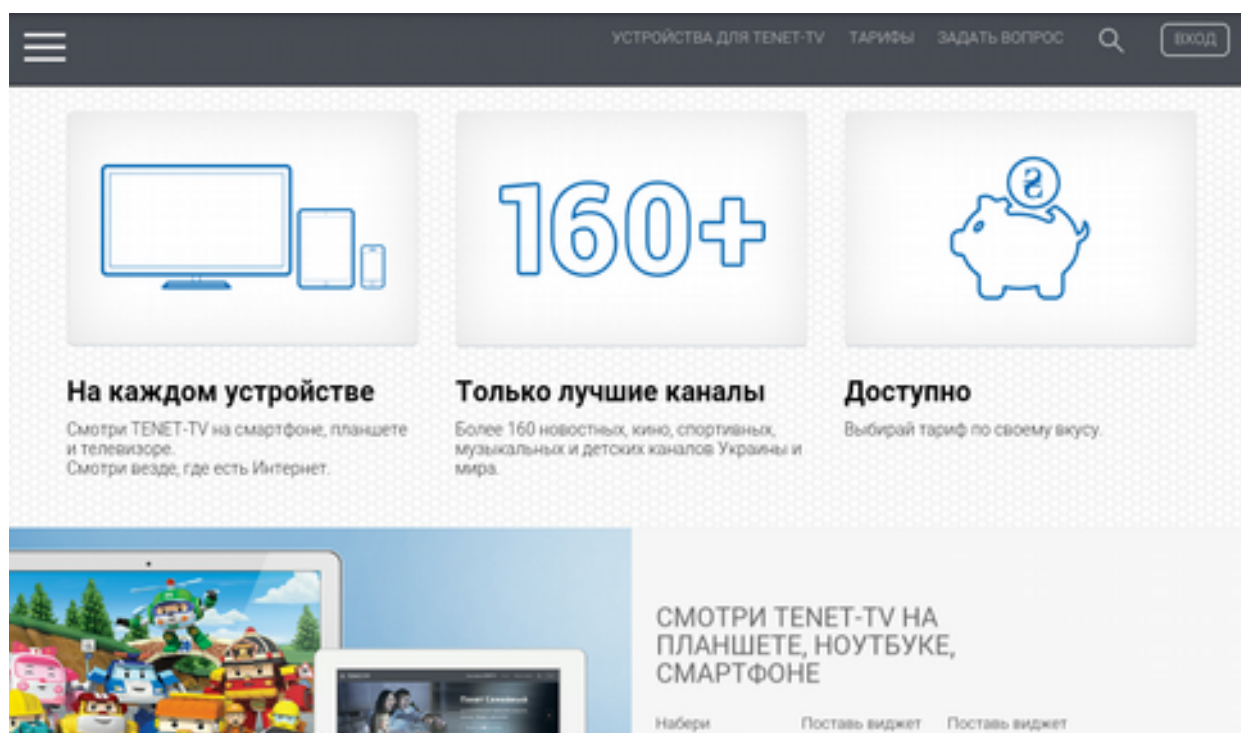 УСТРОЙСТВА ДЛЯ TENET-TV ТАРИФЫ ЗАДАТЬ ВОПРОС ВХОД
160+
₴
На каждом устройстве
Смотри TENET-TV на смартфоне, планшете
и телевизоре.
Смотри везде, где есть Интернет.
Только лучшие каналы
Более 160 новостных, кино, спортивных,
музыкальных и детских каналов Украины и
мира.
Доступно
Выбирай тариф по своему вкусу.
Тенет Семейный
СМОТРИ TENET-TV НА
ПЛАНШЕТЕ, НОУТБУКЕ,
СМАРТФОНЕ
Набери Поставь виджет Поставь виджет